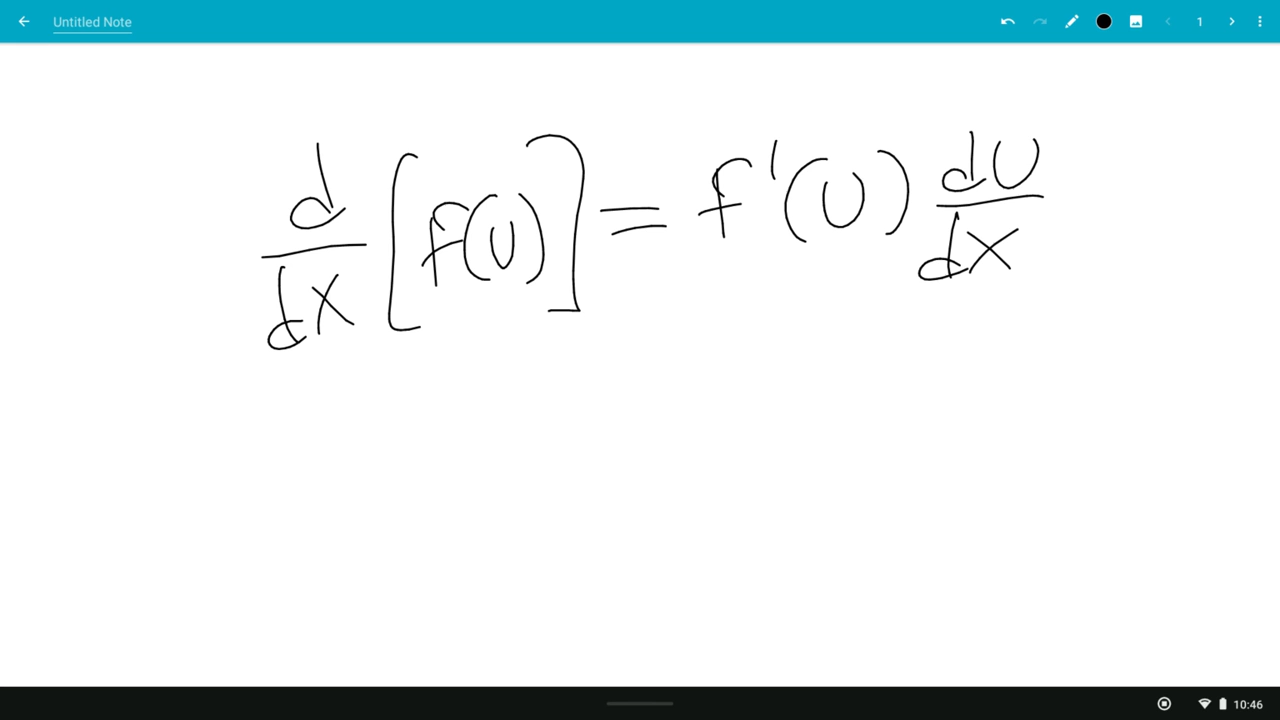 Untitled Note
1
d/dx [f(U)] = f'(U) dU/dx
10:46